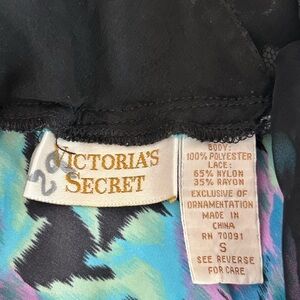 VICTORIA'S
SECRET
BODY:
100% POLYESTER
LACE:
65% NYLON
35% RAYON
EXCLUSIVE OF
ORNAMENTATION
MADE IN
CHINA
RN 70091
S
SEE REVERSE
FOR CARE